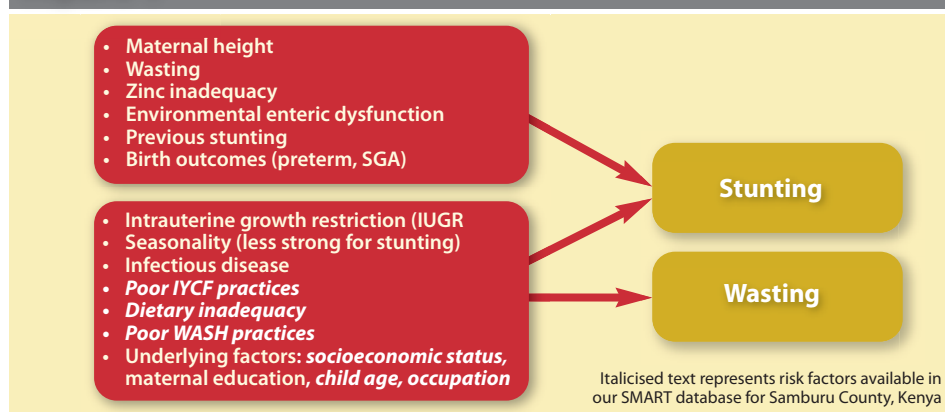 • Maternal height
• Wasting
• Zinc inadequacy
• Environmental enteric dysfunction
• Previous stunting
• Birth outcomes (preterm, SGA)
Stunting
• Intrauterine growth restriction (IUGR
• Seasonality (less strong for stunting)
• Infectious disease
• Poor IYCF practices
• Dietary inadequacy
• Poor WASH practices
• Underlying factors: socioeconomic status,
maternal education, child age, occupation
Wasting
Italicised text represents risk factors available in
our SMART database for Samburu County, Kenya